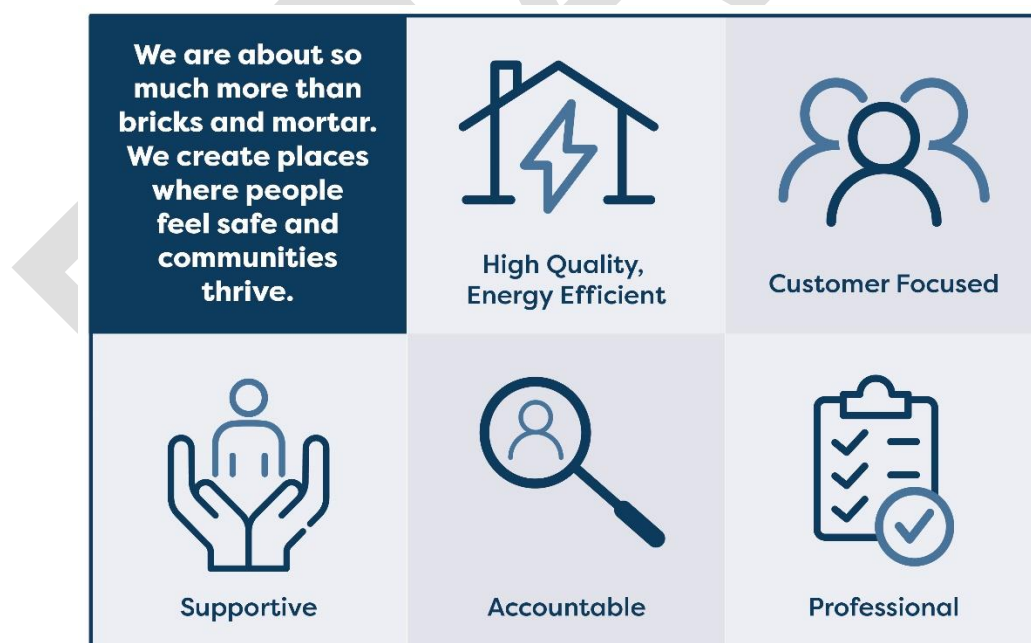 We are about so
much more than
bricks and mortar.
We create places
where people
feel safe and
communities
thrive.
High Quality,
Energy Efficient
Customer Focused
Supportive
Accountable
Professional